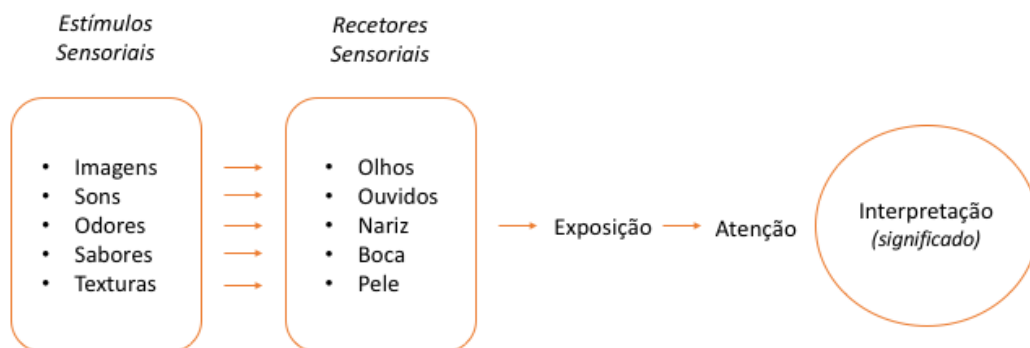 Estímulos
Sensoriais
Recetores
Sensoriais
• Imagens
• Sons
• Odores
• Sabores
• Texturas
• Olhos
• Ouvidos
• Nariz
• Boca
• Pele
Exposição
Atenção
Interpretação
(significado)